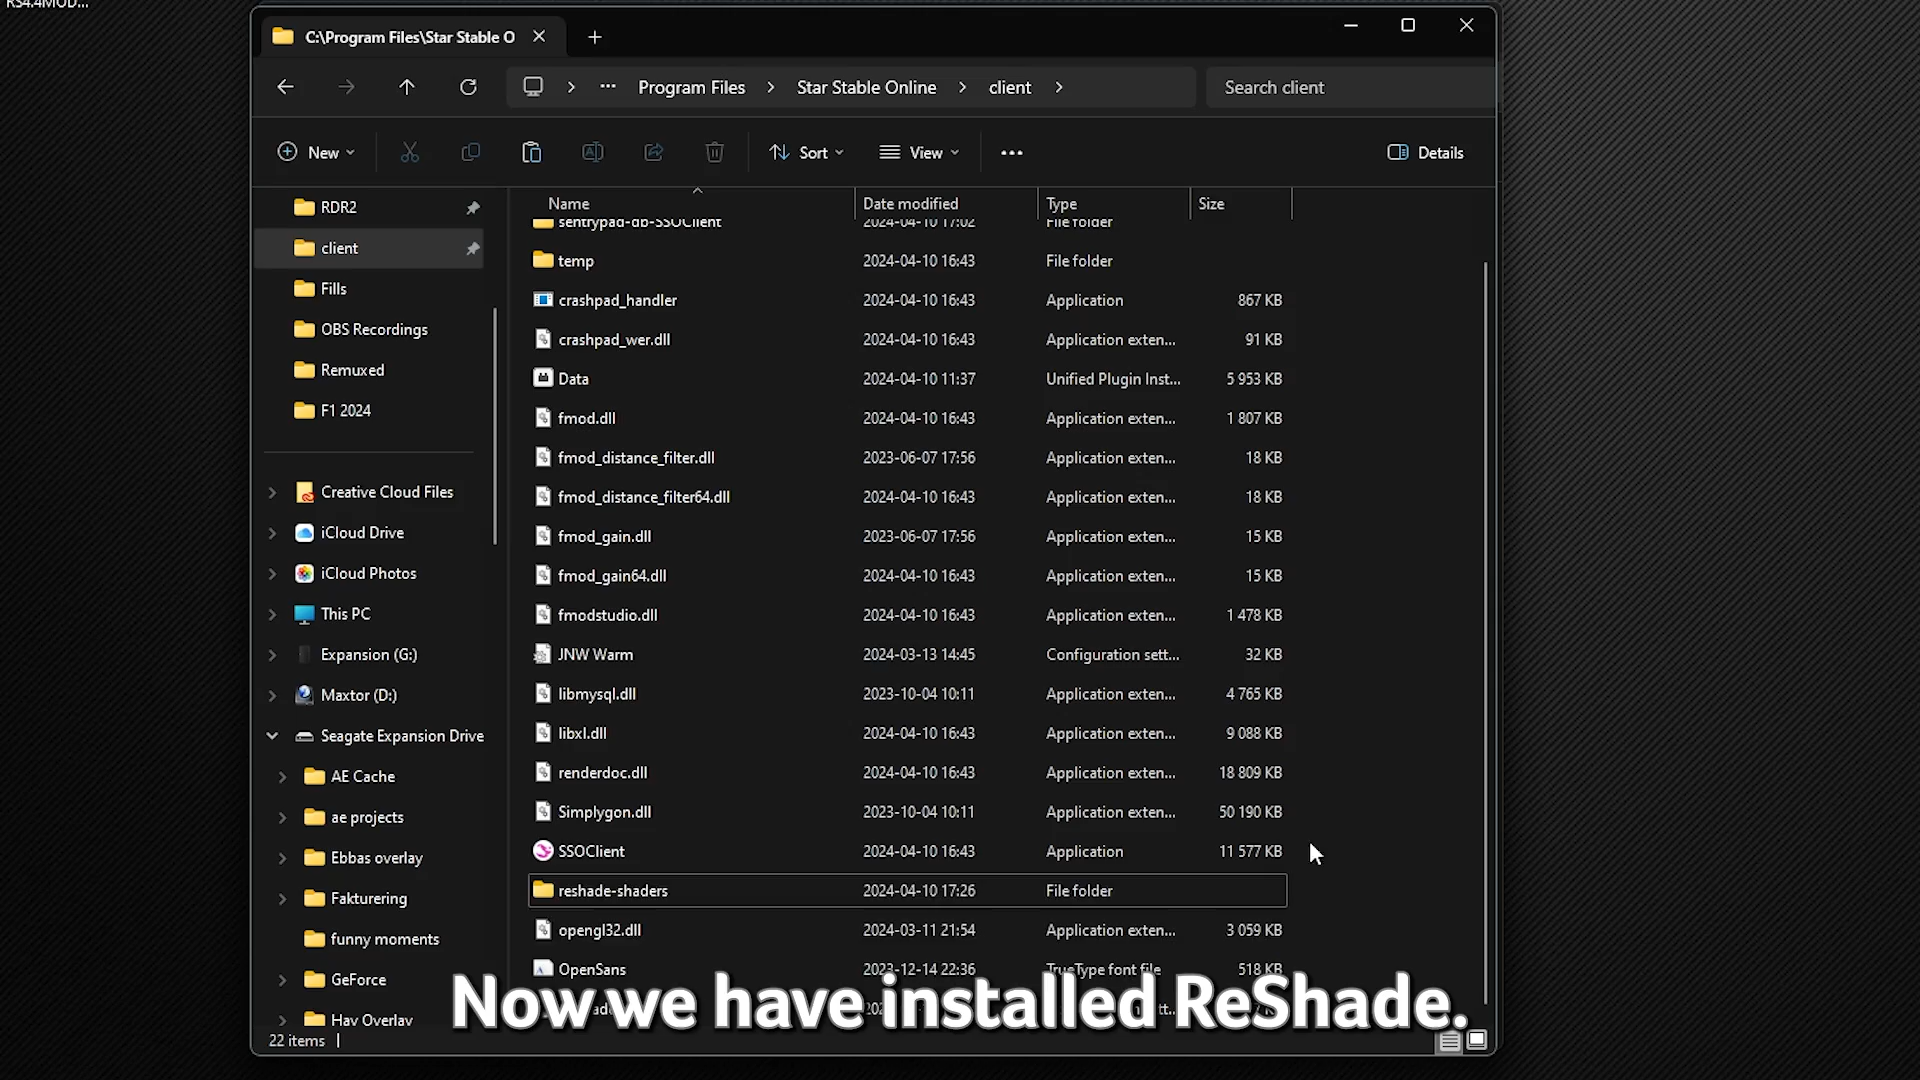 RS4.4MOD...
C:\Program Files\Star Stable O
Program Files
Star Stable Online
client
Search client
New
Sort
View
Details
RDR2
client
Fills
OBS Recordings
Remuxed
F1 2024
Creative Cloud Files
iCloud Drive
iCloud Photos
This PC
Expansion (G:)
Maxtor (D:)
Seagate Expansion Drive
AE Cache
ae projects
Ebbas overlay
Fakturering
funny moments
GeForce
Hav Overlay
Name Date modified Type Size
sentrypad-db-SSOClient 2024-04-10 17:02 File folder
temp 2024-04-10 16:43 File folder
crashpad_handler 2024-04-10 16:43 Application 867 KB
crashpad_wer.dll 2024-04-10 16:43 Application exten... 91 KB
Data 2024-04-10 11:37 Unified Plugin Inst... 5 953 KB
fmod.dll 2024-04-10 16:43 Application exten... 1 807 KB
fmod_distance_filter.dll 2023-06-07 17:56 Application exten... 18 KB
fmod_distance_filter64.dll 2024-04-10 16:43 Application exten... 18 KB
fmod_gain.dll 2023-06-07 17:56 Application exten... 15 KB
fmod_gain64.dll 2024-04-10 16:43 Application exten... 15 KB
fmodstudio.dll 2024-04-10 16:43 Application exten... 1 478 KB
JNW Warm 2024-03-13 14:45 Configuration sett... 32 KB
libmysql.dll 2023-10-04 10:11 Application exten... 4 765 KB
libxl.dll 2024-04-10 16:43 Application exten... 9 088 KB
renderdoc.dll 2024-04-10 16:43 Application exten... 18 809 KB
Simplygon.dll 2023-10-04 10:11 Application exten... 50 190 KB
SSOClient 2024-04-10 16:43 Application 11 577 KB
reshade-shaders 2024-04-10 17:26 File folder
opengl32.dll 2024-03-11 21:54 Application exten... 3 059 KB
OpenSans 2023-12-14 22:36 TrueType font file 518 KB
Now we have installed ReShade.
22 items